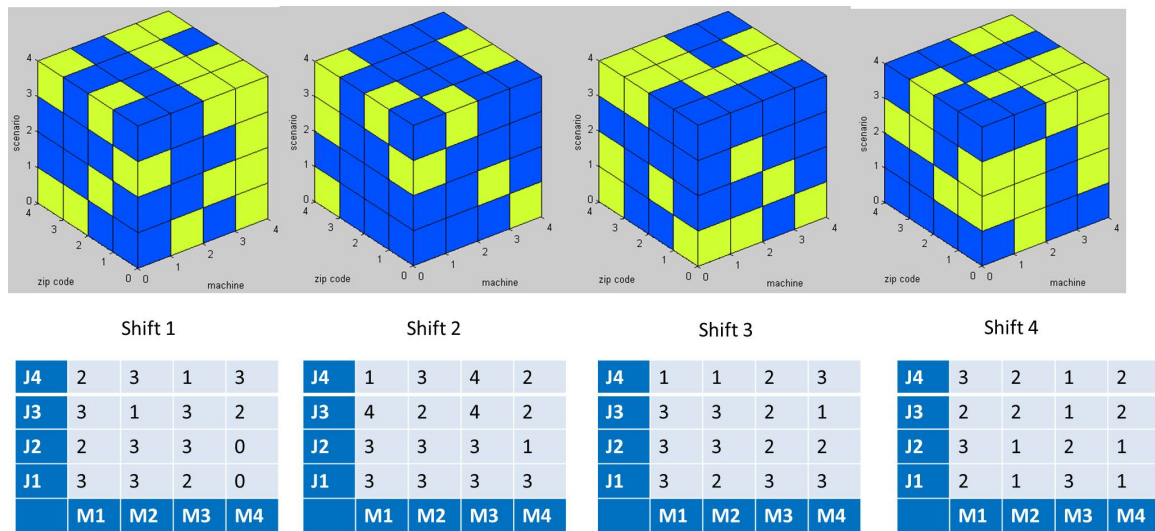 4
3
2
1
0
scenario
4
3
2
1
0
zip code
0
1
2
3
4
machine
4
3
2
1
0
scenario
4
3
2
1
0
zip code
0
1
2
3
4
machine
4
3
2
1
0
scenario
4
3
2
1
0
zip code
0
1
2
3
4
machine
4
3
2
1
0
scenario
4
3
2
1
0
zip code
0
1
2
3
4
machine
Shift 1
Shift 2
Shift 3
Shift 4
J4 2 3 1 3
J3 3 1 3 2
J2 2 3 3 0
J1 3 3 2 0
M1 M2 M3 M4
J4 1 3 4 2
J3 4 2 4 2
J2 3 3 3 1
J1 3 3 3 3
M1 M2 M3 M4
J4 1 1 2 3
J3 3 3 2 1
J2 3 3 2 2
J1 3 2 3 3
M1 M2 M3 M4
J4 3 2 1 2
J3 2 2 1 2
J2 3 1 2 1
J1 2 1 3 1
M1 M2 M3 M4